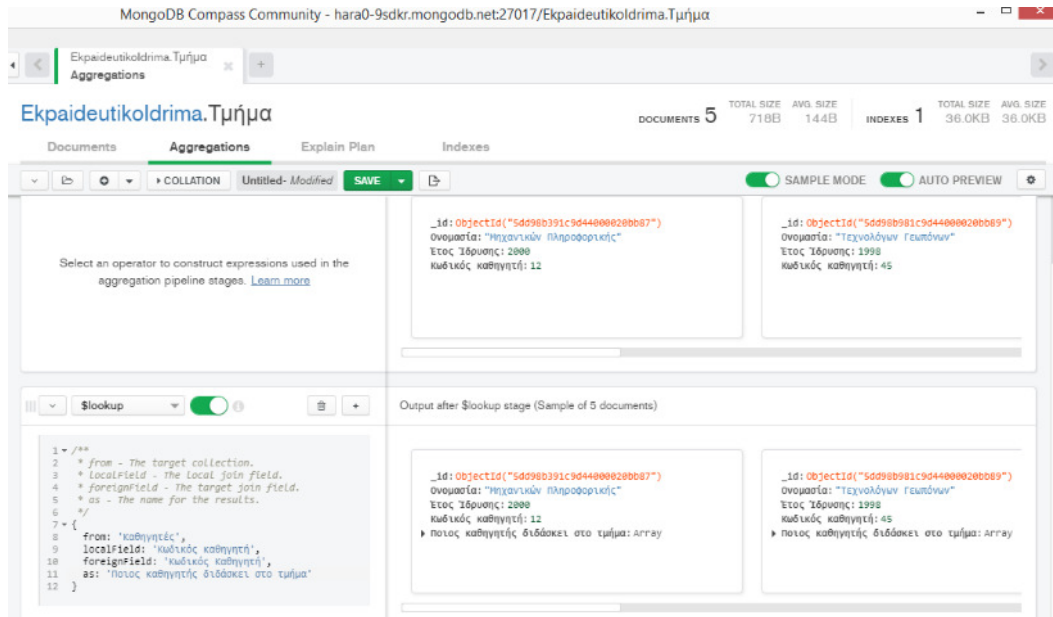 MongoDB Compass Community - hara0-9sdkr.mongodb.net:27017/Ekpaideutikoldrima.Τμήμα
Ekpaideutikoldrima.Τμήμα
Aggregations
Ekpaideutikoldrima.Τμήμα
DOCUMENTS 5 TOTAL SIZE 718B AVG. SIZE 144B INDEXES 1 TOTAL SIZE 36.0KB AVG. SIZE 36.0KB
Documents Aggregations Explain Plan Indexes
COLLATION Untitled- Modified SAVE SAMPLE MODE AUTO PREVIEW
Select an operator to construct expressions used in the
aggregation pipeline stages. Learn more
_id: ObjectId("5dd98b391c9d44000020bb87")
Ονομασία: "Μηχανικών Πληροφορικής"
Έτος Ίδρυσης: 2000
Κωδικός καθηγητή: 12
_id: ObjectId("5dd98b981c9d44000020bb89")
Ονομασία: "Τεχνολόγων Γεωπόνων"
Έτος Ίδρυσης: 1998
Κωδικός καθηγητή: 45
$lookup
Output after $lookup stage (Sample of 5 documents)
1 /**
2 * from - The target collection.
3 * localField - The local join field.
4 * foreignField - The target join field.
5 * as - The name for the results.
6 */
7 {
8 from: 'Καθηγητές',
9 localField: 'Κωδικός καθηγητή',
10 foreignField: 'Κωδικός Καθηγητή',
11 as: 'Ποιος καθηγητής διδάσκει στο τμήμα'
12 }
_id: ObjectId("5dd98b391c9d44000020bb87")
Ονομασία: "Μηχανικών Πληροφορικής"
Έτος Ίδρυσης: 2000
Κωδικός καθηγητή: 12
Ποιος καθηγητής διδάσκει στο τμήμα: Array
_id: ObjectId("5dd98b981c9d44000020bb89")
Ονομασία: "Τεχνολόγων Γεωπόνων"
Έτος Ίδρυσης: 1998
Κωδικός καθηγητή: 45
Ποιος καθηγητής διδάσκει στο τμήμα: Array